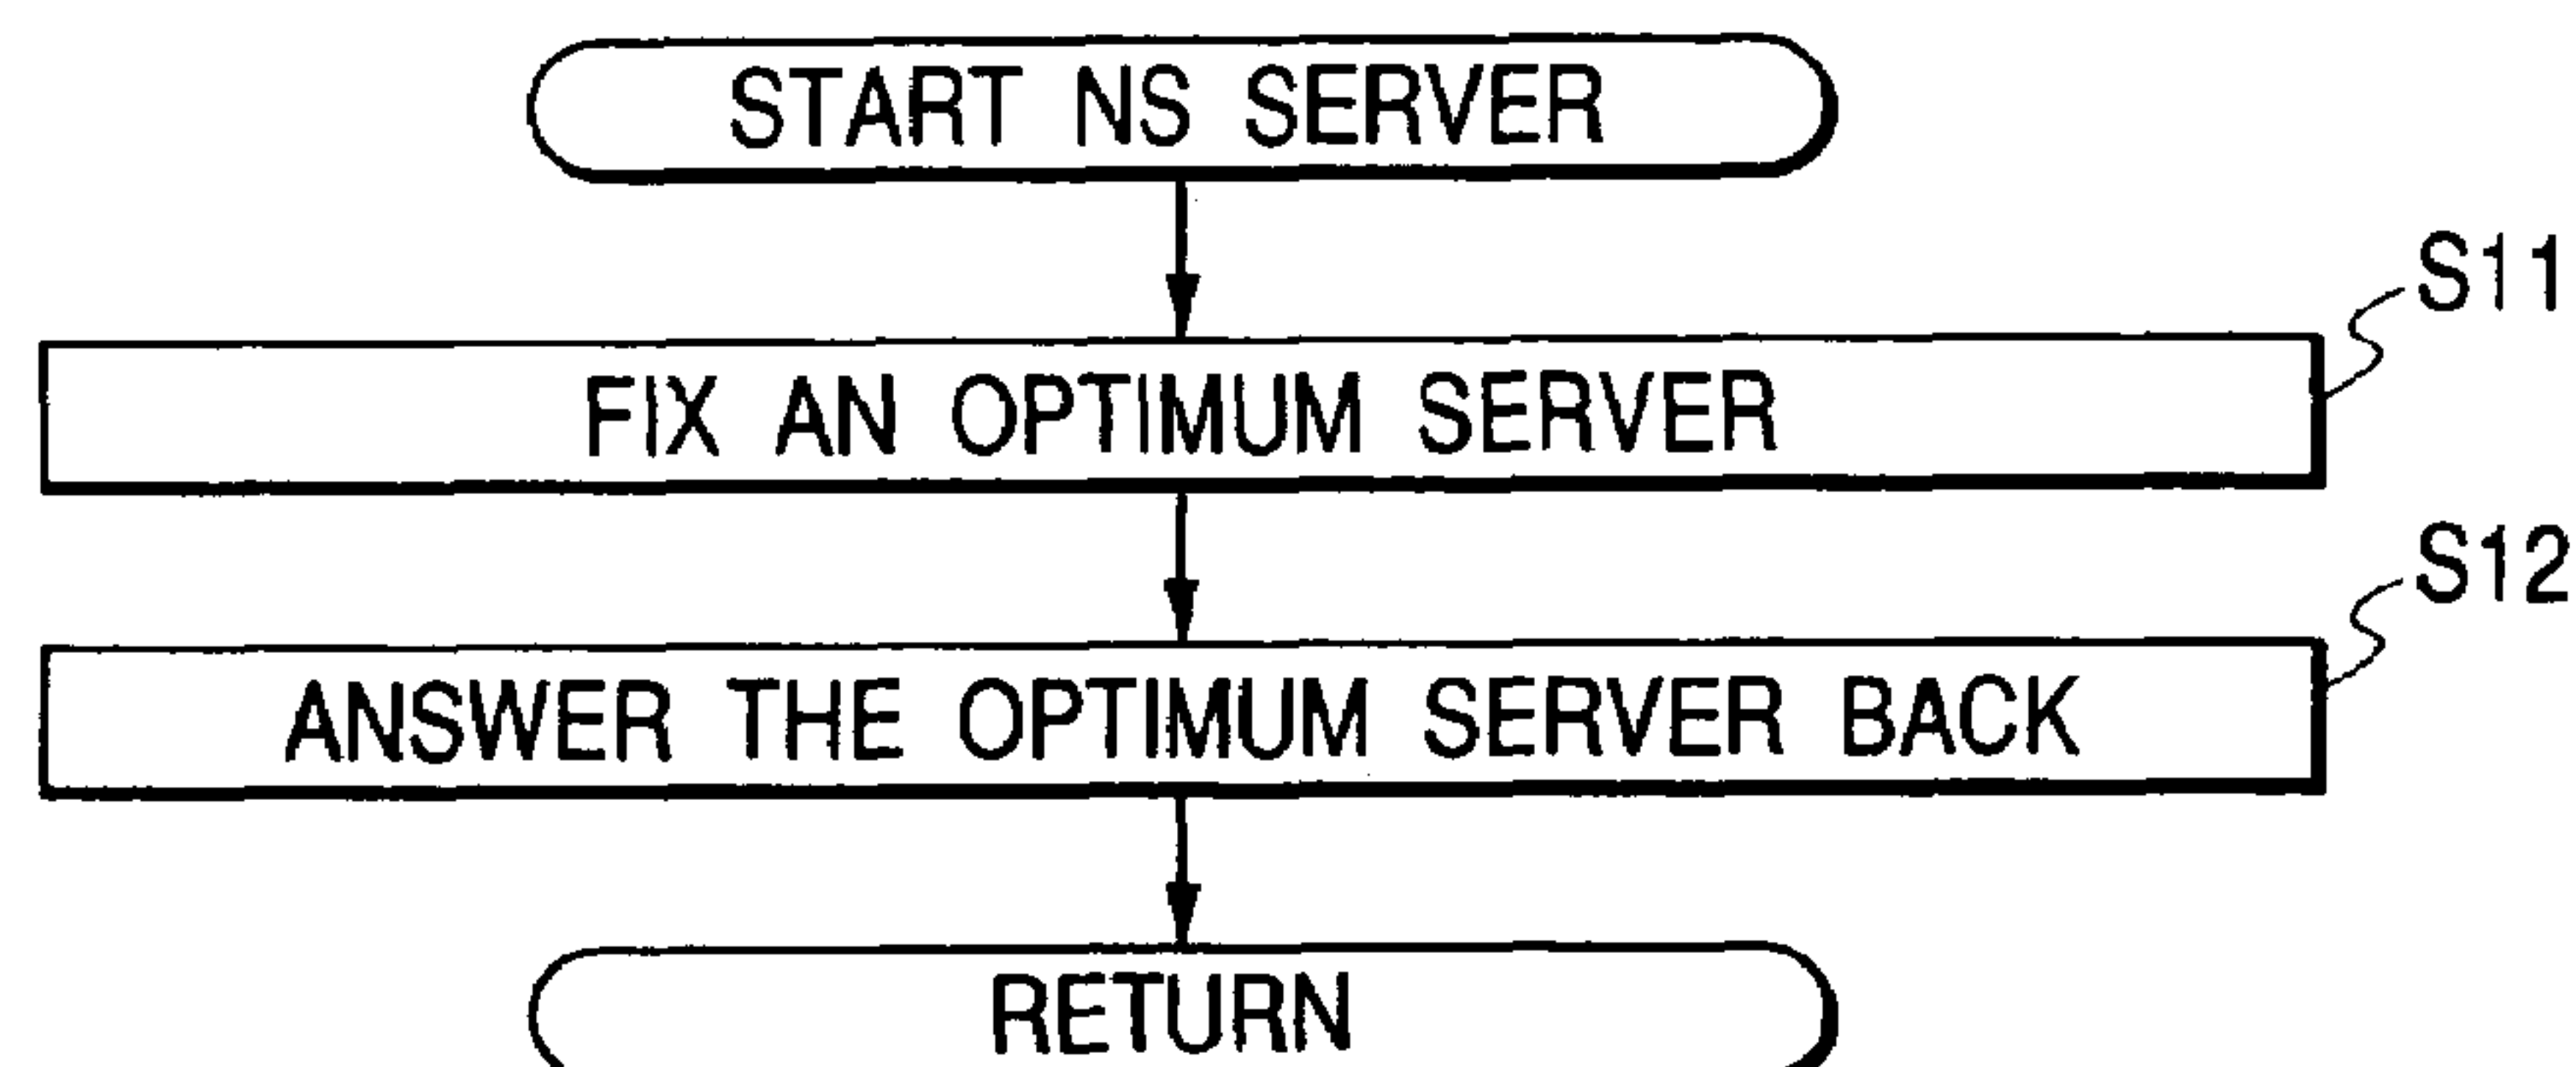 START NS SERVER
S11
FIX AN OPTIMUM SERVER
S12
ANSWER THE OPTIMUM SERVER BACK
RETURN